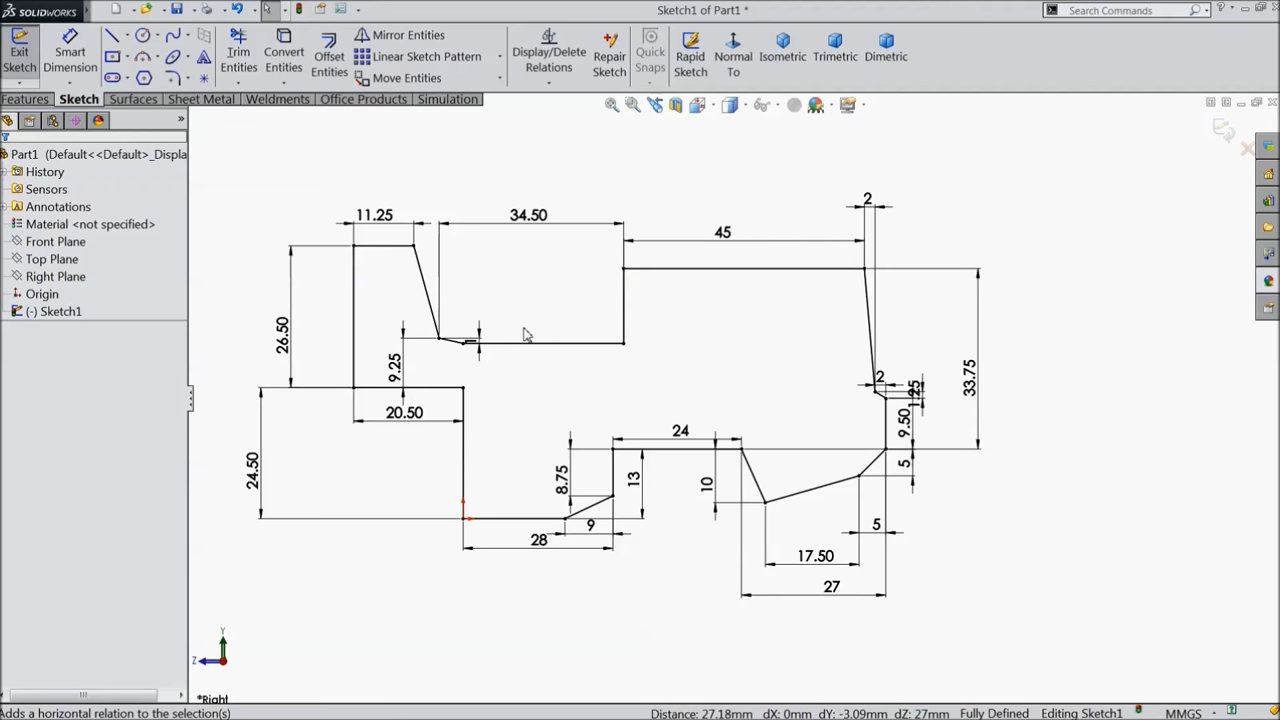 SOLIDWORKS
Sketch1 of Part1 *
Search Commands
Exit Sketch
Smart Dimension
Trim Entities
Convert Entities
Offset Entities
Mirror Entities
Linear Sketch Pattern
Move Entities
Display/Delete Relations
Repair Sketch
Quick Snaps
Rapid Sketch
Normal To
Isometric
Trimetric
Dimetric
Features
Sketch
Surfaces
Sheet Metal
Weldments
Office Products
Simulation
Part1 (Default<<Default>_Displa
History
Sensors
Annotations
Material <not specified>
Front Plane
Top Plane
Right Plane
Origin
(-) Sketch1
2
11.25
34.50
45
26.50
1
9.25
33.75
2
1.25
20.50
9.50
24
5
24.50
8.75
13
10
9
5
28
17.50
27
Y
Z
*Right
Adds a horizontal relation to the selection(s)
Distance: 27.18mm dX: 0mm dY: -3.09mm dZ: 27mm Fully Defined Editing Sketch1
MMGS